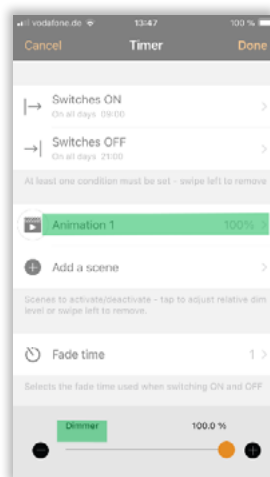 vodafone.de 13:47 100 %
Cancel Timer Done
Switches ON
On all days 09:00
Switches OFF
On all days 21:00
At least one condition must be set - swipe left to remove
Animation 1 100%
Add a scene
Scenes to activate/deactivate - tap to adjust relative dim
level or swipe left to remove.
Fade time 1
Selects the fade time used when switching ON and OFF
Dimmer 100.0 %